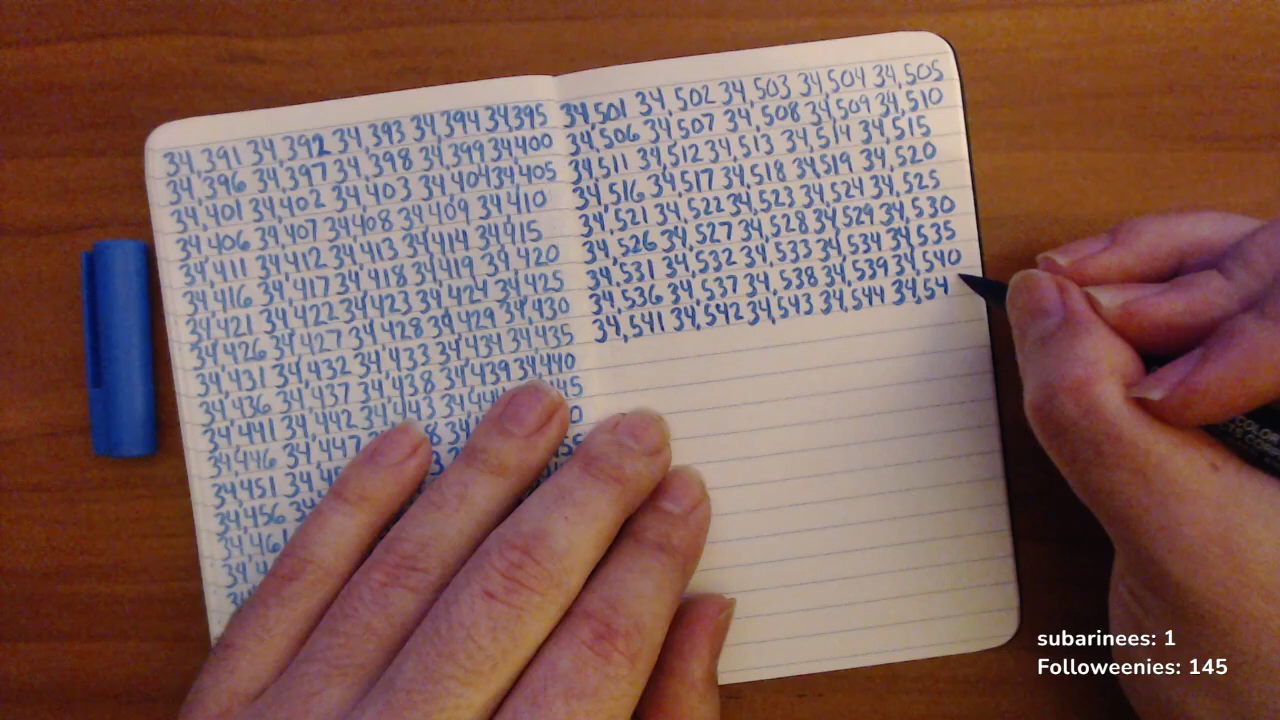 34,391 34,392 34,393 34,394 34,395
34,396 34,397 34,398 34,399 34,400
34,401 34,402 34,403 34,404 34,405
34,406 34,407 34,408 34,409 34,410
34,411 34,412 34,413 34,414 34,415
34,416 34,417 34,418 34,419 34,420
34,421 34,422 34,423 34,424 34,425
34,426 34,427 34,428 34,429 34,430
34,431 34,432 34,433 34,434 34,435
34,436 34,437 34,438 34,439 34,440
34,441 34,442 34,443
34,446 34,447
34,451
34,456
34,501 34,502 34,503 34,504 34,505
34,506 34,507 34,508 34,509 34,510
34,511 34,512 34,513 34,514 34,515
34,516 34,517 34,518 34,519 34,520
34,521 34,522 34,523 34,524 34,525
34,526 34,527 34,528 34,529 34,530
34,531 34,532 34,533 34,534 34,535
34,536 34,537 34,538 34,539 34,540
34,541 34,542 34,543 34,544 34,54
subarinees: 1
Followeenies: 145